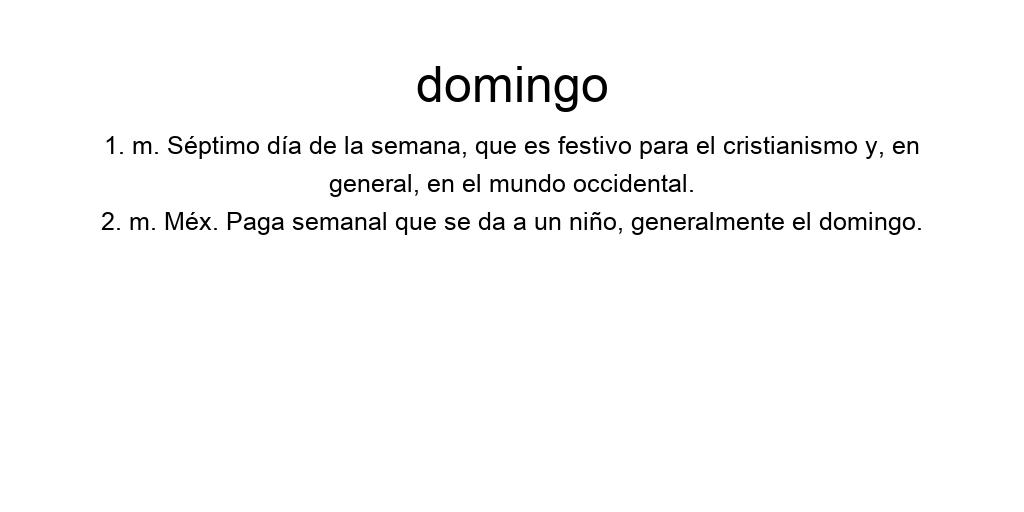 domingo
1. m. Séptimo día de la semana, que es festivo para el cristianismo y, en
general, en el mundo occidental.
2. m. Méx. Paga semanal que se da a un niño, generalmente el domingo.